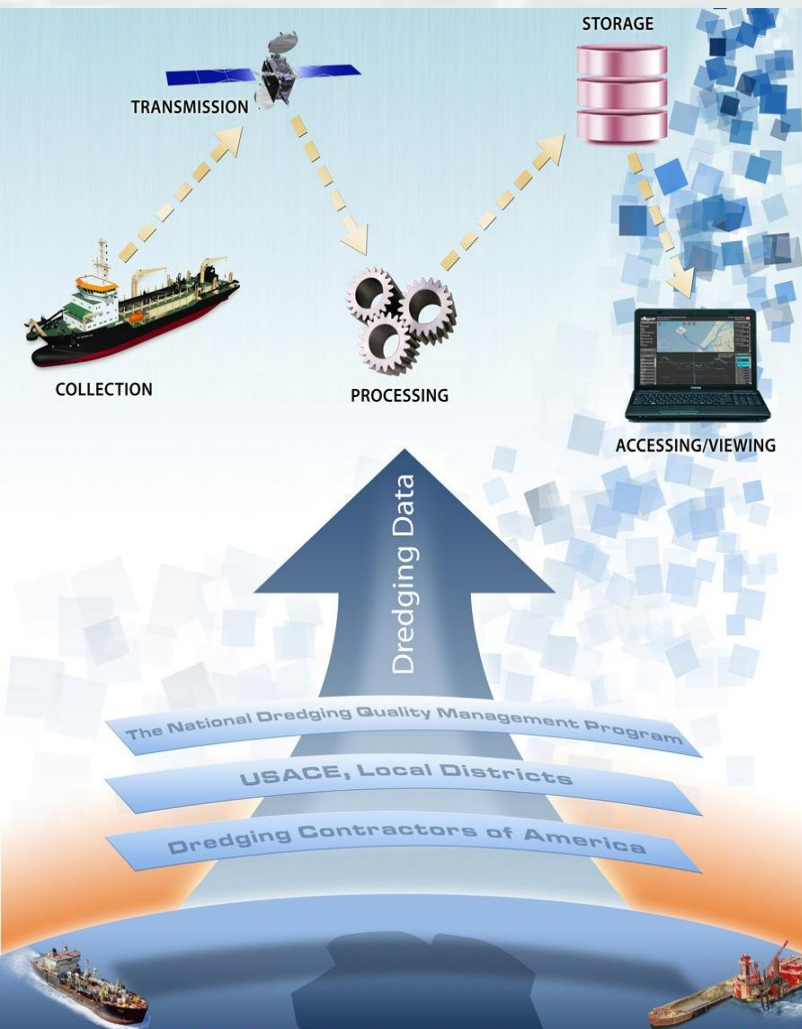 STORAGE
TRANSMISSION
COLLECTION
PROCESSING
ACCESSING/VIEWING
Dredging Data
The National Dredging Quality Management Program
USACE, Local Districts
Dredging Contractors of America